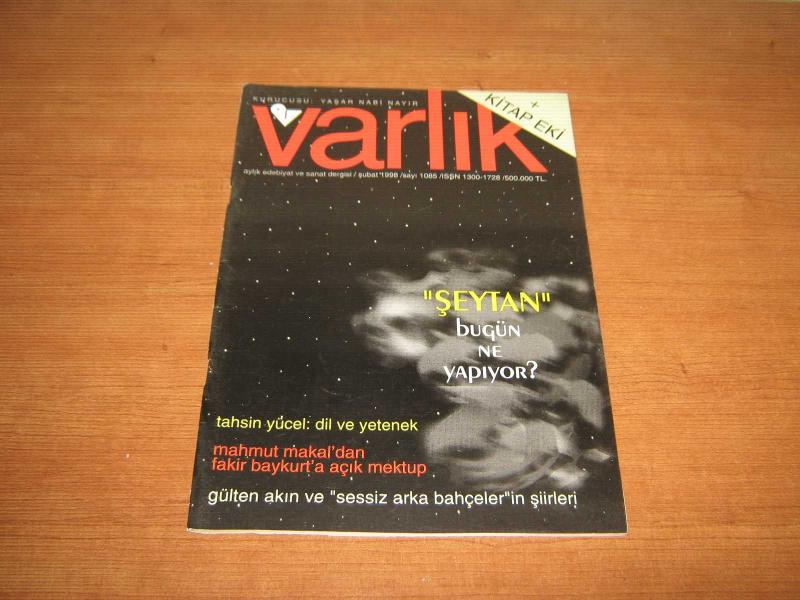 KURUCUSU: YAŞAR NABİ NAYIR
varlık
+
KİTAP EKİ
aylık edebiyat ve sanat dergisi / şubat 1998 /sayı 1085 /ISSN 1300-1728 /500.000 TL.
"ŞEYTAN"
bugün
NE
yapıyor?
tahsin yücel: dil ve yetenek
mahmut makal'dan
fakir baykurt'a açık mektup
gülten akın ve "sessiz arka bahçeler"in şiirleri